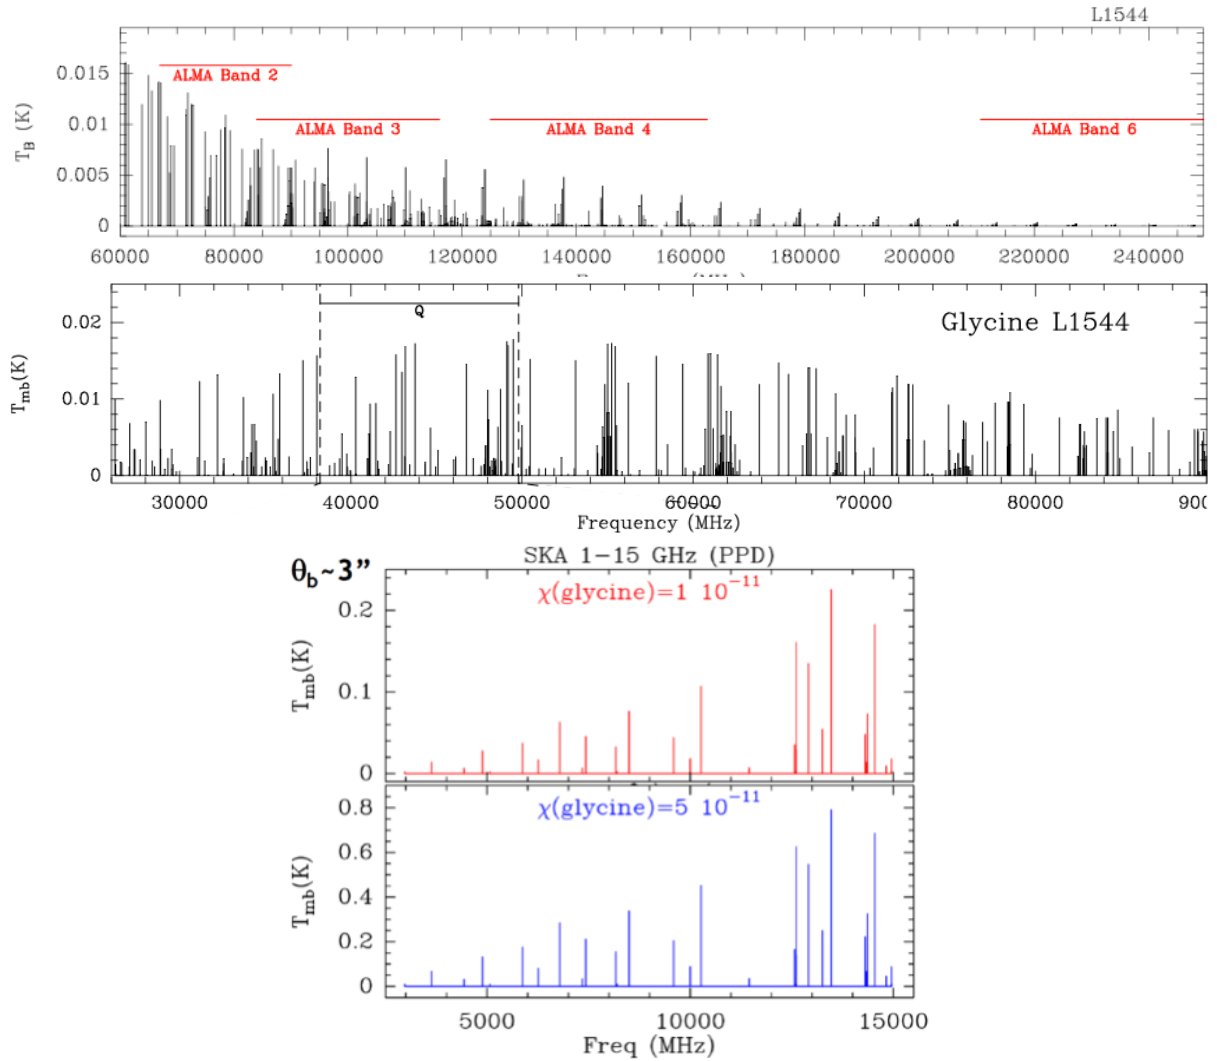 L1544
0.015
0.01
0.005
0
T_B (K)
ALMA Band 2
ALMA Band 3
ALMA Band 4
ALMA Band 6
60000 80000 100000 120000 140000 160000 180000 200000 220000 240000
0.02
0.01
0
T_mb(K)
Q
Glycine L1544
30000 40000 50000 60000 70000 80000
Frequency (MHz)
SKA 1−15 GHz (PPD)
θ_b~3”
χ(glycine)=1 10^−11
0.2
0.1
0
T_mb(K)
χ(glycine)=5 10^−11
0.8
0.6
0.4
0.2
0
T_mb(K)
5000 10000 15000
Freq (MHz)